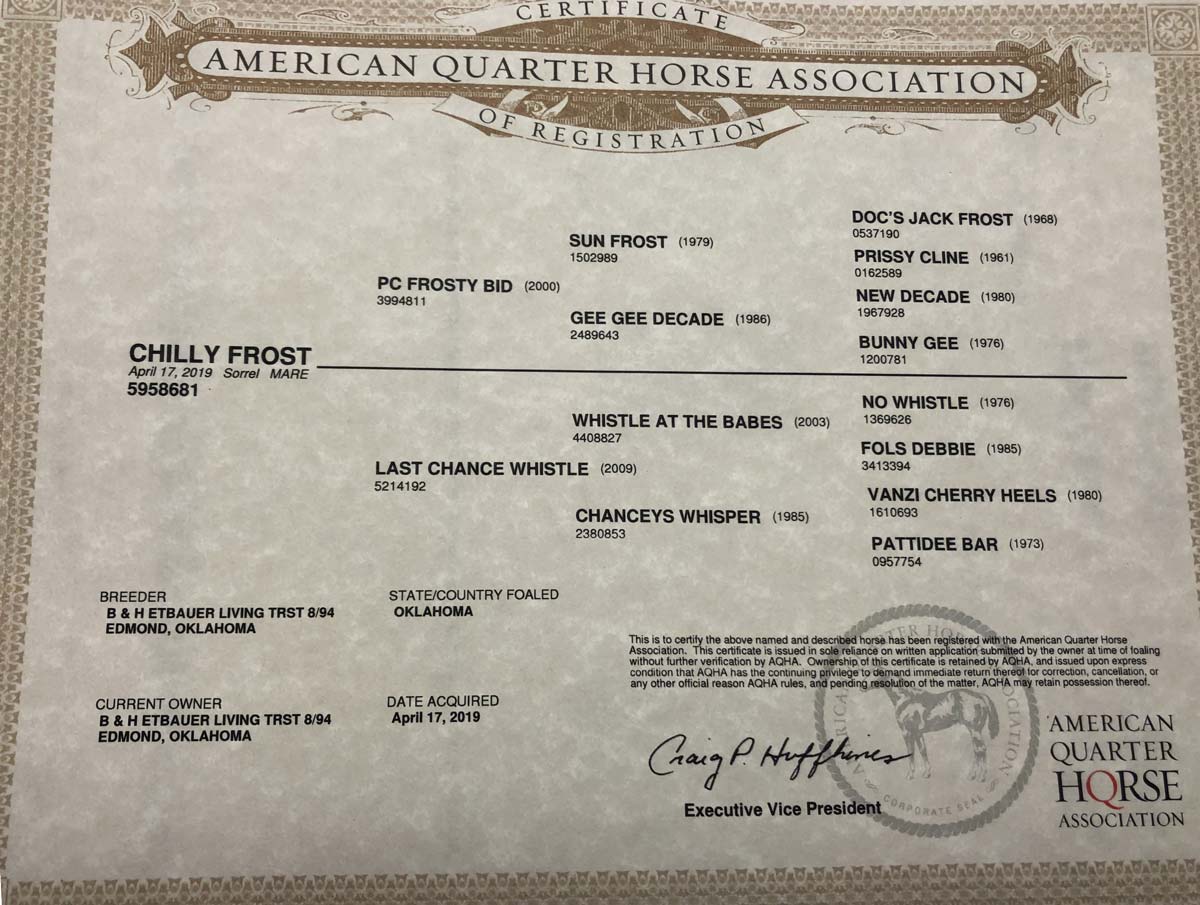 CERTIFICATE
AMERICAN QUARTER HORSE ASSOCIATION
OF REGISTRATION
DOC'S JACK FROST (1968)
0537190
SUN FROST (1979)
1502989
PRISSY CLINE (1961)
0162589
PC FROSTY BID (2000)
3994811
NEW DECADE (1980)
1967928
GEE GEE DECADE (1986)
2489643
BUNNY GEE (1976)
1200781
CHILLY FROST
April 17, 2019 Sorrel MARE
5958681
NO WHISTLE (1976)
1369626
WHISTLE AT THE BABES (2003)
4408827
FOLS DEBBIE (1985)
3413394
LAST CHANCE WHISTLE (2009)
5214192
VANZI CHERRY HEELS (1980)
1610693
CHANCEYS WHISPER (1985)
2380853
PATTIDEE BAR (1973)
0957754
BREEDER
B & H ETBAUER LIVING TRST 8/94
EDMOND, OKLAHOMA
STATE/COUNTRY FOALED
OKLAHOMA
CURRENT OWNER
B & H ETBAUER LIVING TRST 8/94
EDMOND, OKLAHOMA
DATE ACQUIRED
April 17, 2019
This is to certify the above named and described horse has been registered with the American Quarter Horse
Association. This certificate is issued in sole reliance on written application submitted by the owner at time of foaling
without further verification by AQHA. Ownership of this certificate is retained by AQHA, and issued upon express
condition that AQHA has the continuing privilege to demand immediate return thereof for correction, cancellation, or
any other official reason AQHA rules, and pending resolution of the matter, AQHA may retain possession thereof.
Craig P. Huffhines
Executive Vice President
AMERICAN QUARTER HORSE ASSOCIATION
CORPORATE SEAL
AMERICAN
QUARTER
HORSE
ASSOCIATION